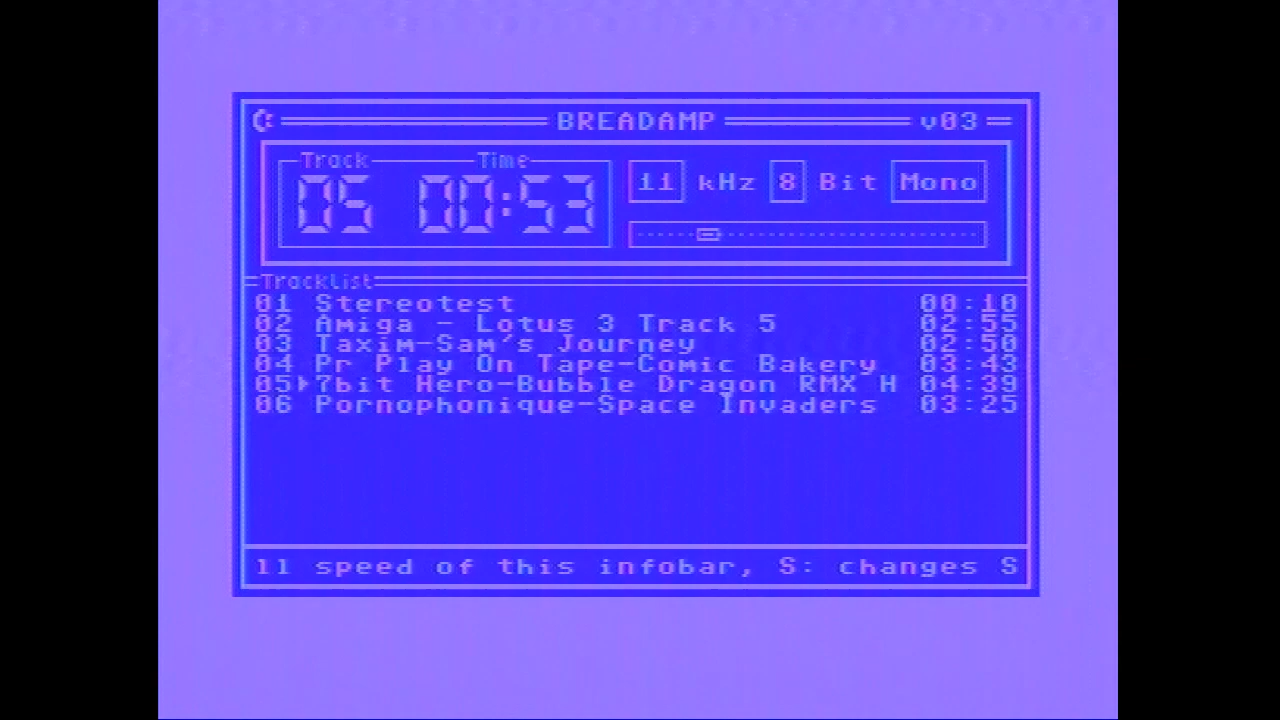 BREADAMP v03
Track Time
05 00:53
11 kHz 8 Bit Mono
Tracklist
01 Stereotest 00:10
02 Amiga - Lotus 3 Track 5 02:55
03 Taxim-Sam's Journey 02:50
04 Pr Play On Tape-Comic Bakery 03:43
05 7bit Hero-Bubble Dragon RMX H 04:39
06 Pornophonique-Space Invaders 03:25
ll speed of this infobar, S: changes S